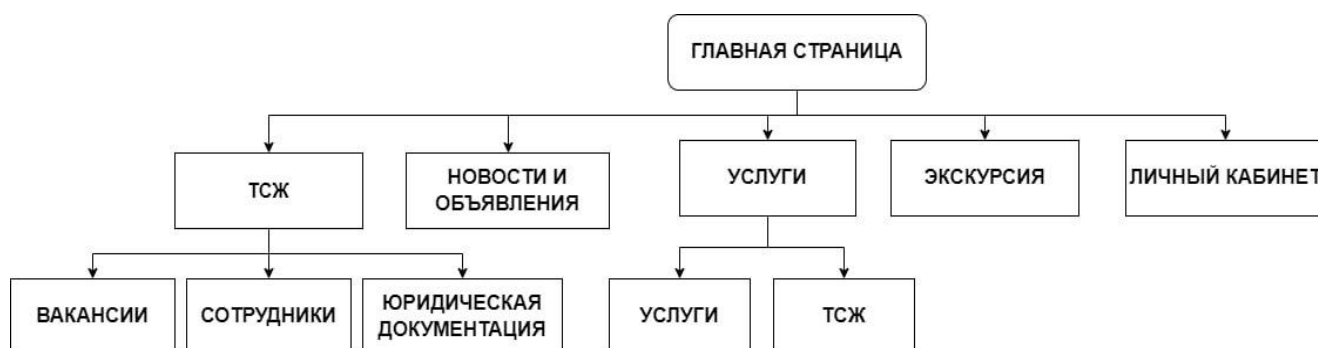 ГЛАВНАЯ СТРАНИЦА
ТСЖ
НОВОСТИ И
ОБЪЯВЛЕНИЯ
УСЛУГИ
ЭКСКУРСИЯ
ЛИЧНЫЙ КАБИНЕТ
ВАКАНСИИ
СОТРУДНИКИ
ЮРИДИЧЕСКАЯ
ДОКУМЕНТАЦИЯ
УСЛУГИ
ТСЖ